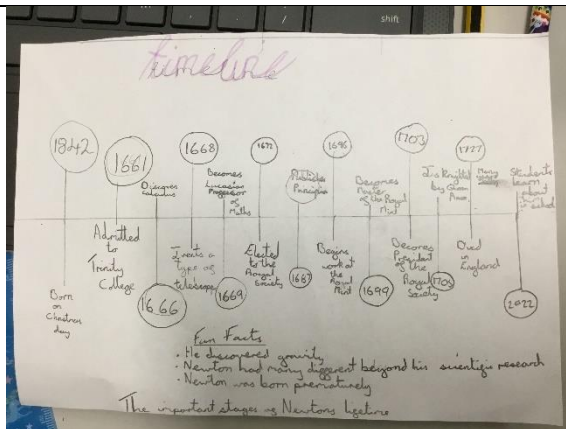 shift
Timeline
1842
Born
on
Christmas
day
1661
Admitted
to
Trinity
College
Discovers
calculus
1666
1668
Invents a
type of
telescope
Becomes
Lucasian
Professor
of
Maths
1669
1672
Elected
to the
Royal
Society
Publishes
Principia
1687
1696
Begins
work at
the
Royal
Mint
Becomes
Master
of the Royal
Mint
1699
1703
Becomes
President
of the
Royal
Society
Is Knighted
by Queen
Anne
1705
1727
Died
in
England
Many
years
Students
learn
about
in school
2022
Fun Facts
· He discovered gravity
· Newton had many different beyond his scientific research
· Newton was born prematurely
The important stages of Newtons lifetime